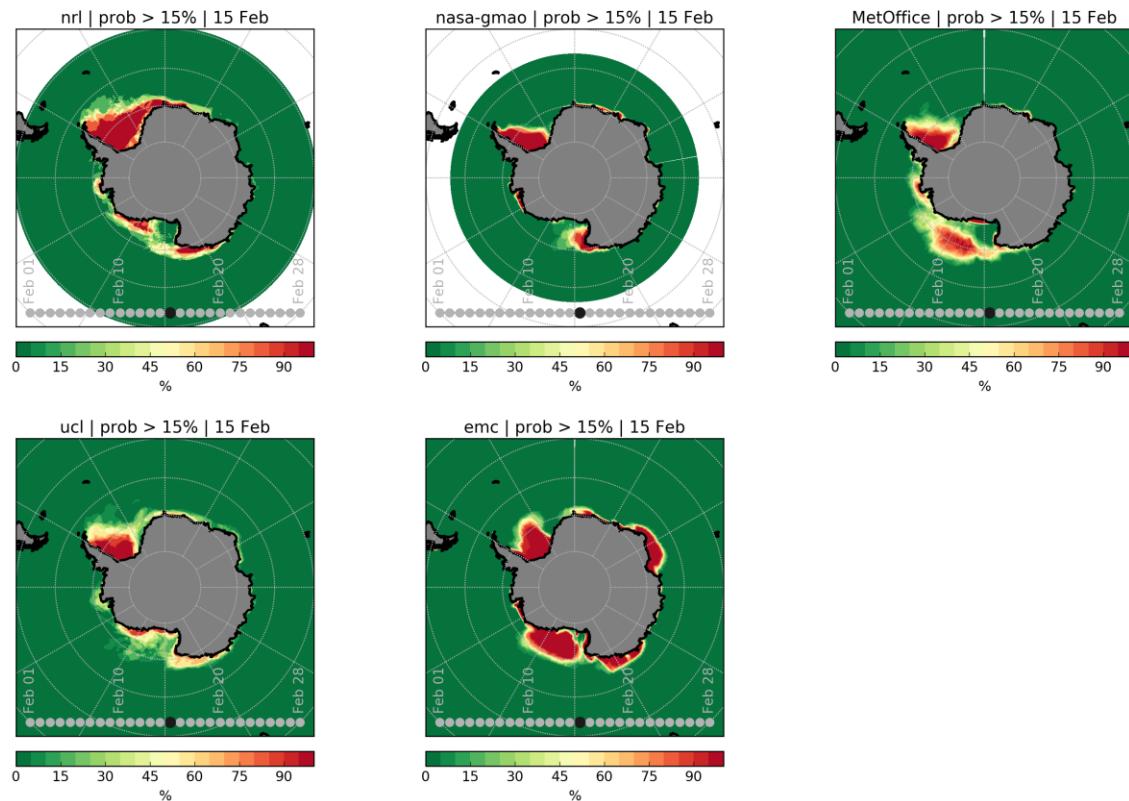 nrl | prob > 15% | 15 Feb
Feb 01
Feb 10
Feb 20
Feb 28
0 15 30 45 60 75 90
%
nasa-gmao | prob > 15% | 15 Feb
Feb 01
Feb 10
Feb 20
Feb 28
0 15 30 45 60 75 90
%
MetOffice | prob > 15% | 15 Feb
Feb 01
Feb 10
Feb 20
Feb 28
0 15 30 45 60 75 90
%
ucl | prob > 15% | 15 Feb
Feb 01
Feb 10
Feb 20
Feb 28
0 15 30 45 60 75 90
%
emc | prob > 15% | 15 Feb
Feb 01
Feb 10
Feb 20
Feb 28
0 15 30 45 60 75 90
%